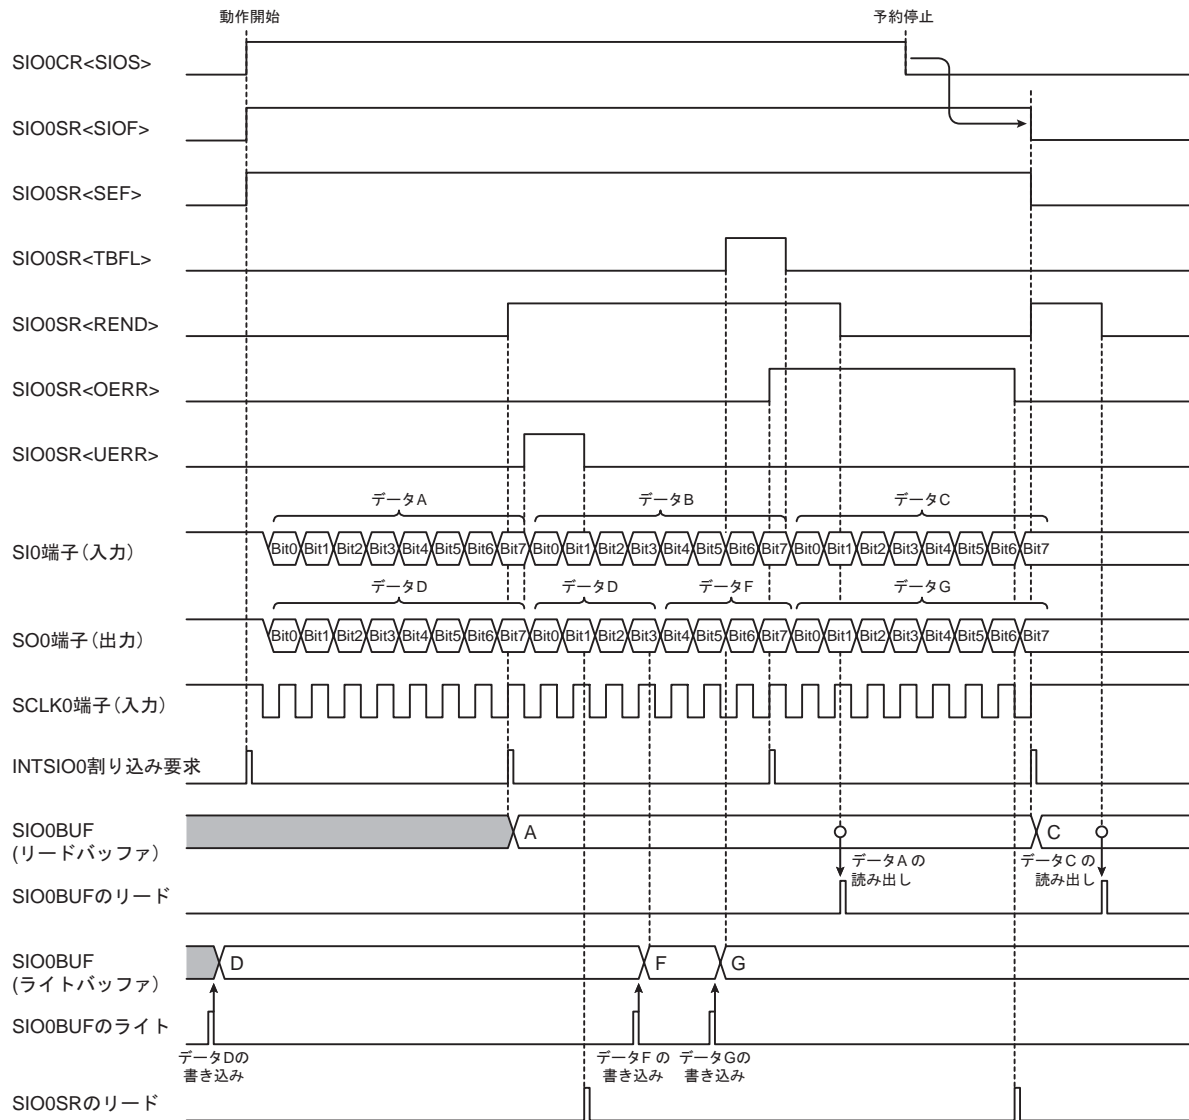 動作開始
予約停止
SIO0CR<SIOS>
SIO0SR<SIOF>
SIO0SR<SEF>
SIO0SR<TBFL>
SIO0SR<REND>
SIO0SR<OERR>
SIO0SR<UERR>
データA
データB
データC
SI0端子(入力)
Bit0 Bit1 Bit2 Bit3 Bit4 Bit5 Bit6 Bit7 Bit0 Bit1 Bit2 Bit3 Bit4 Bit5 Bit6 Bit7 Bit0 Bit1 Bit2 Bit3 Bit4 Bit5 Bit6 Bit7
データD
データD
データF
データG
SO0端子(出力)
Bit0 Bit1 Bit2 Bit3 Bit4 Bit5 Bit6 Bit7 Bit0 Bit1 Bit2 Bit3 Bit4 Bit5 Bit6 Bit7 Bit0 Bit1 Bit2 Bit3 Bit4 Bit5 Bit6 Bit7
SCLK0端子(入力)
INTSIO0割り込み要求
SIO0BUF
(リードバッファ)
A
C
データA の
読み出し
データC の
読み出し
SIO0BUFのリード
SIO0BUF
(ライトバッファ)
D
F
G
SIO0BUFのライト
データDの
書き込み
データF の
書き込み
データGの
書き込み
SIO0SRのリード